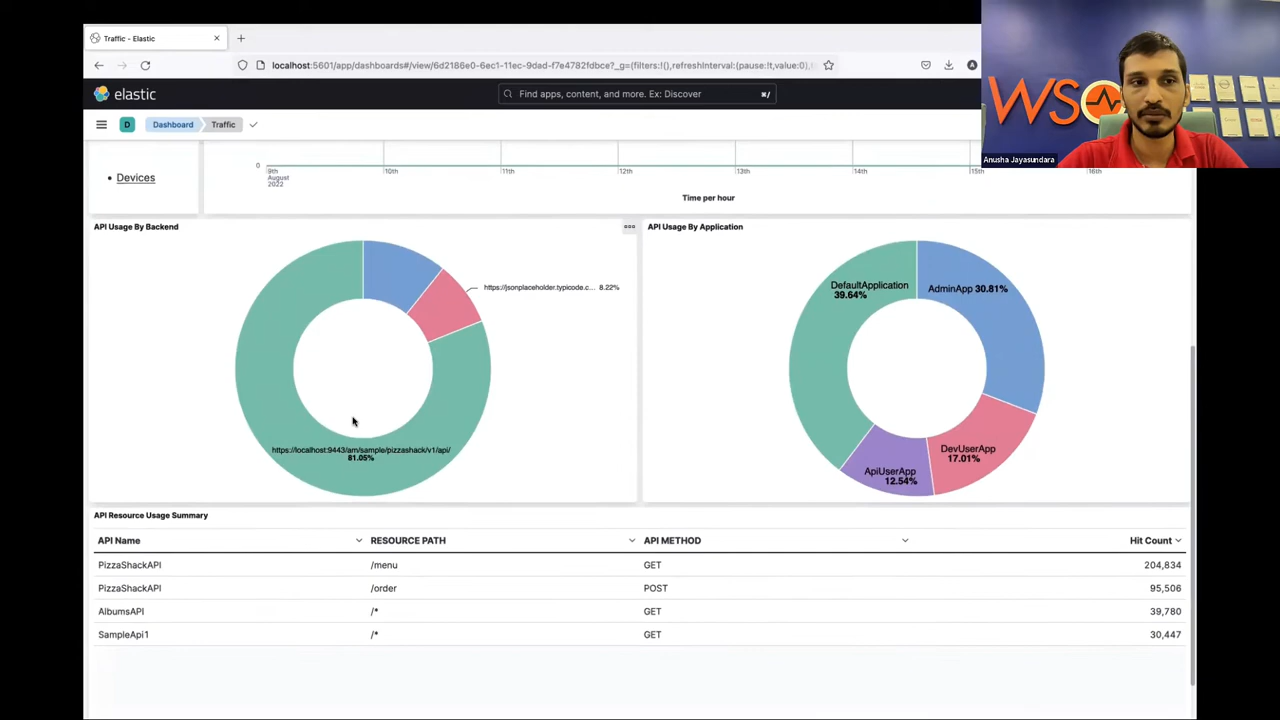 Traffic - Elastic
localhost:5601/app/dashboards#/view/6d2186e0-6ec1-11ec-9dad-f7e4782fdbce?_g=(filters:!(),refreshInterval:(pause:!t,value:0),
WSO
elastic
Find apps, content, and more. Ex: Discover
⌘/
D
Dashboard
Traffic
Anusha Jayasundara
• Devices
0
9th
August
2022
10th
11th
12th
13th
14th
15th
16th
Time per hour
API Usage By Backend
https://jsonplaceholder.typicode.c... 8.22%
https://localhost:9443/am/sample/pizzashack/v1/api/
81.05%
API Usage By Application
DefaultApplication
39.64%
AdminApp 30.81%
DevUserApp
17.01%
ApiUserApp
12.54%
API Resource Usage Summary
API Name RESOURCE PATH API METHOD Hit Count
PizzaShackAPI /menu GET 204,834
PizzaShackAPI /order POST 95,506
AlbumsAPI /* GET 39,780
SampleApi1 /* GET 30,447